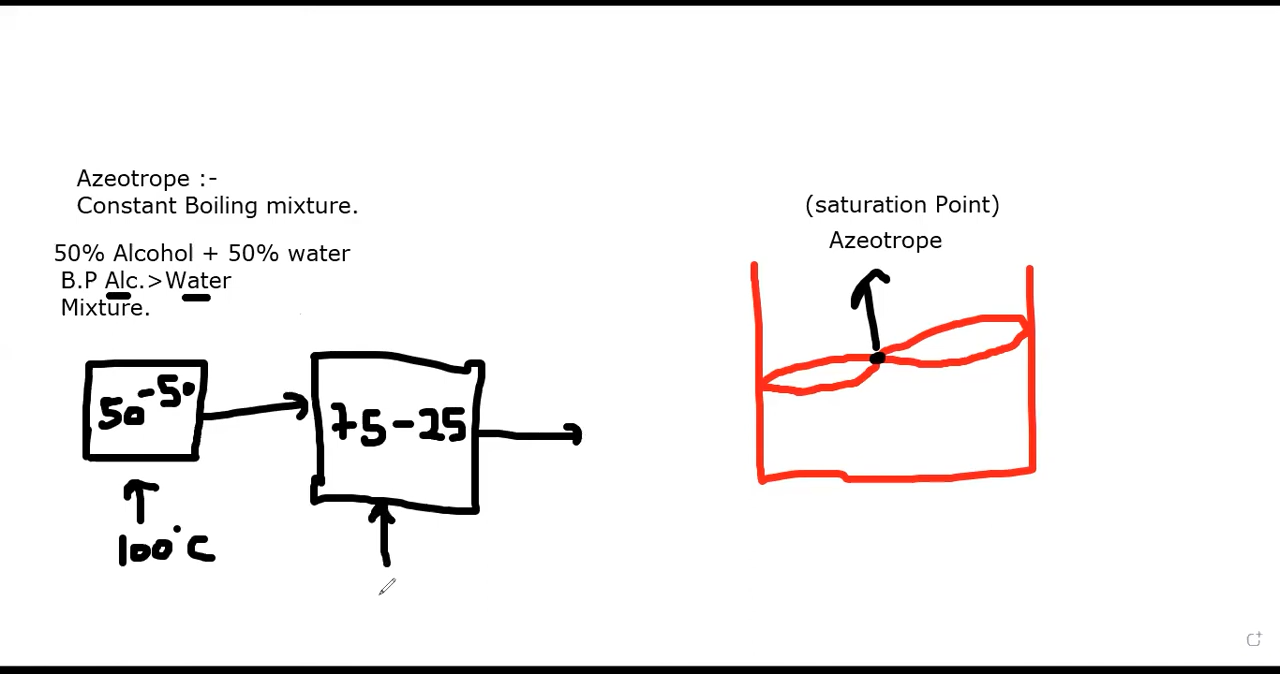 Azeotrope :-
Constant Boiling mixture.
50% Alcohol + 50% water
B.P Alc.>Water
Mixture.
50-50
75-25
100°C
(saturation Point)
Azeotrope